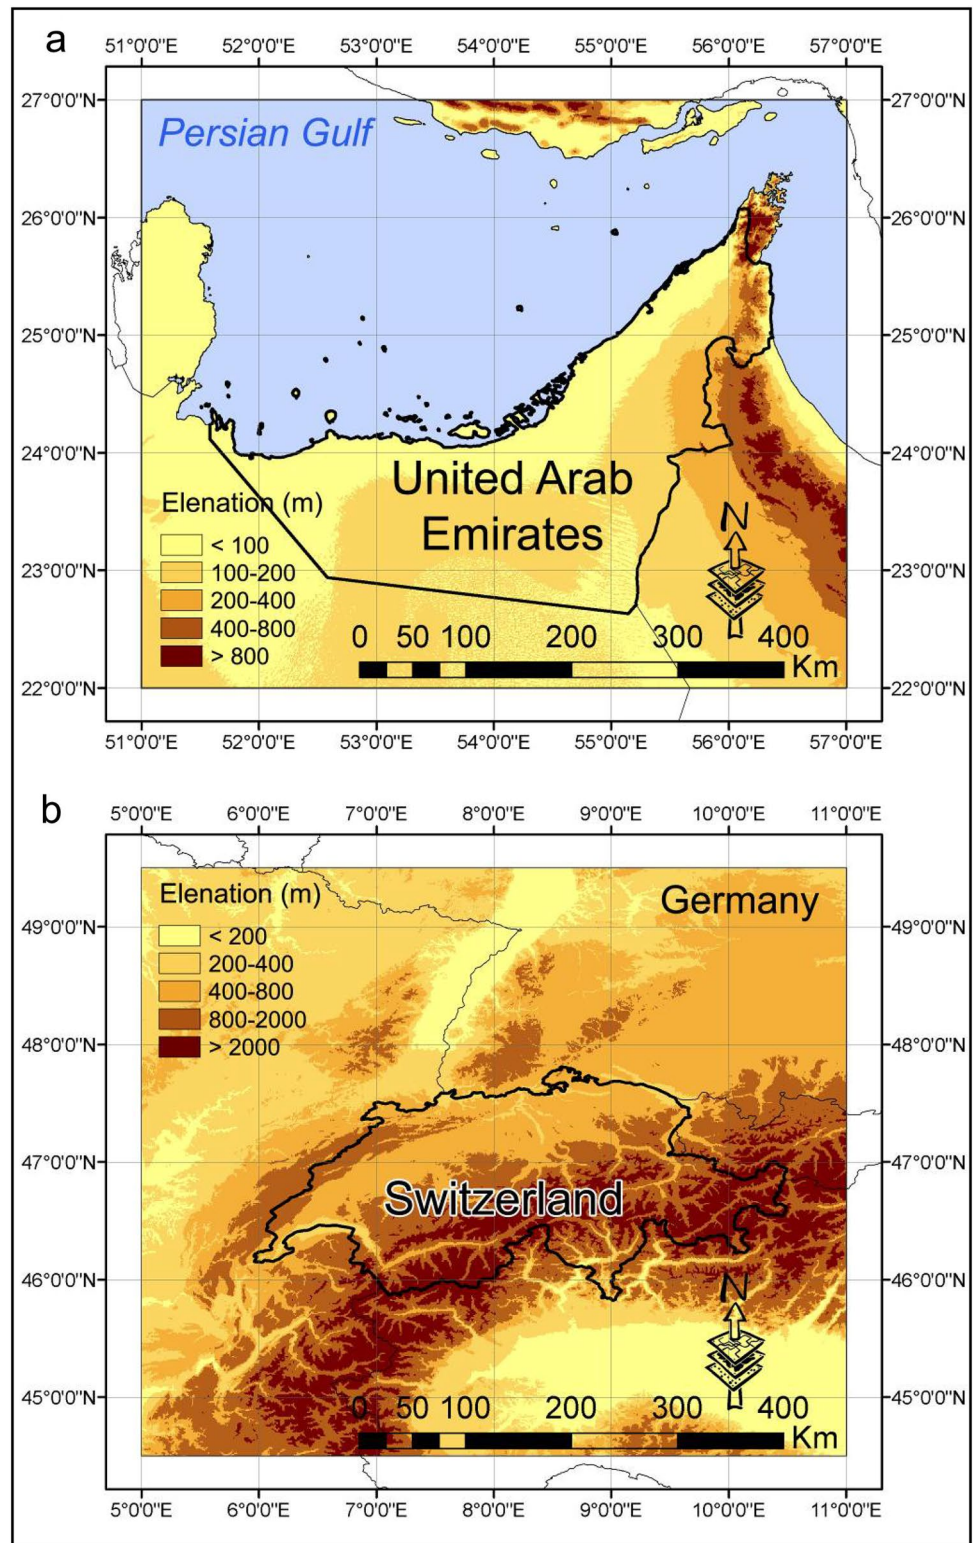 a
51°0'0"E 52°0'0"E 53°0'0"E 54°0'0"E 55°0'0"E 56°0'0"E 57°0'0"E
27°0'0"N 27°0'0"N
Persian Gulf
26°0'0"N 26°0'0"N
25°0'0"N 25°0'0"N
24°0'0"N 24°0'0"N
United Arab
Emirates
Elenation (m)
< 100
100-200
200-400
400-800
> 800
N
23°0'0"N 23°0'0"N
0 50 100 200 300 400
Km
22°0'0"N 22°0'0"N
51°0'0"E 52°0'0"E 53°0'0"E 54°0'0"E 55°0'0"E 56°0'0"E 57°0'0"E
b
5°0'0"E 6°0'0"E 7°0'0"E 8°0'0"E 9°0'0"E 10°0'0"E 11°0'0"E
Elenation (m)
< 200
200-400
400-800
800-2000
> 2000
Germany
49°0'0"N 49°0'0"N
48°0'0"N 48°0'0"N
47°0'0"N 47°0'0"N
Switzerland
46°0'0"N 46°0'0"N
N
45°0'0"N 45°0'0"N
0 50 100 200 300 400
Km
5°0'0"E 6°0'0"E 7°0'0"E 8°0'0"E 9°0'0"E 10°0'0"E 11°0'0"E